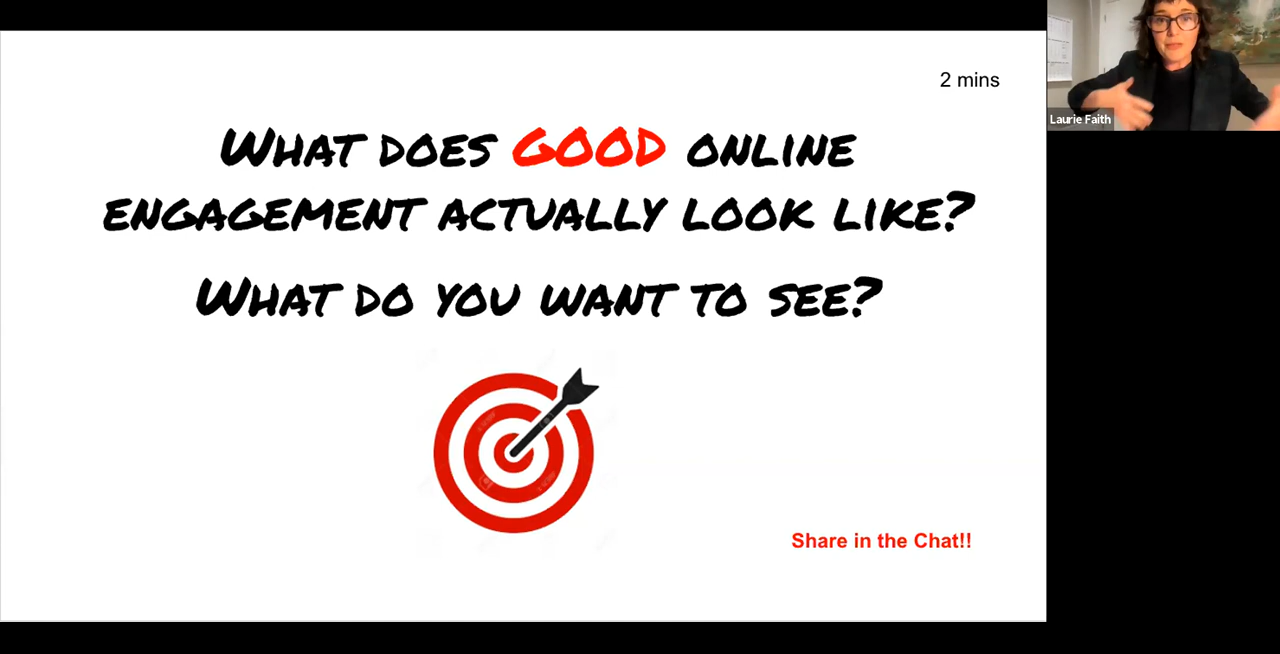 2 mins
What does GOOD online
engagement actually look like?
What do you want to see?
Share in the Chat!!
Laurie Faith